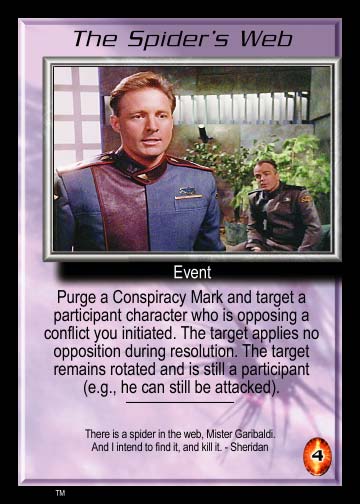 The Spider's Web
Event
Purge a Conspiracy Mark and target a
participant character who is opposing a
conflict you initiated. The target applies no
opposition during resolution. The target
remains rotated and is still a participant
(e.g., he can still be attacked).
There is a spider in the web, Mister Garibaldi.
And I intend to find it, and kill it. - Sheridan
4
TM